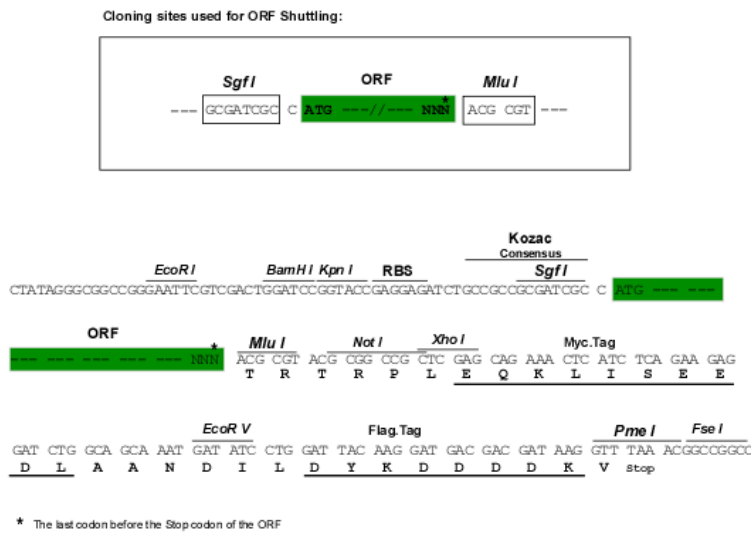 Cloning sites used for ORF Shuttling:
Sgf I ORF Mlu I
--- GCGATCGC C ATG ---//--- NNN* ACG CGT ---
Kozac
Consensus
EcoR I BamH I Kpn I RBS Sgf I
CTATAGGGCGGCCGGGAATTCGTCGACTGGATCCGGTACCGAGGAGATCTGCCGCCGCGATCGC C ATG --- ---
ORF
Mlu I Not I Xho I Myc.Tag
--- --- --- --- --- NNN* ACG CGT ACG CGG CCG CTC GAG CAG AAA CTC ATC TCA GAA GAG
T R T R P L E Q K L I S E E
EcoR V Flag.Tag Pme I Fse I
GAT CTG GCA GCA AAT GAT ATC CTG GAT TAC AAG GAT GAC GAC GAT AAG GTT TAA ACGGCCGGCC
D L A A N D I L D Y K D D D D K V Stop
* The last codon before the Stop codon of the ORF